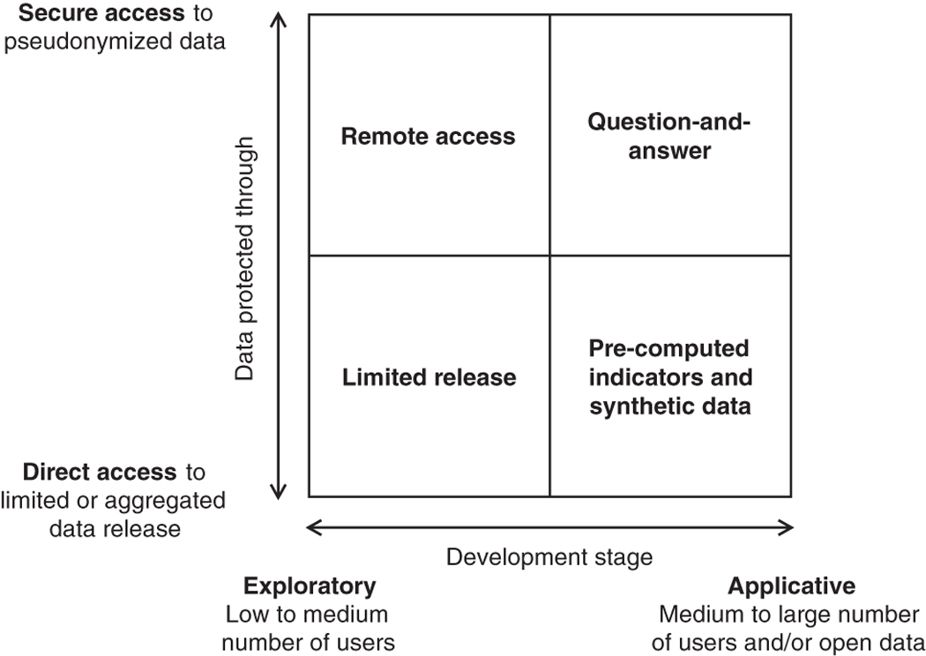 Secure access to
pseudonymized data
Data protected through
Remote access
Question-and-
answer
Limited release
Pre-computed
indicators and
synthetic data
Direct access to
limited or aggregated
data release
Development stage
Exploratory
Low to medium
number of users
Applicative
Medium to large number
of users and/or open data